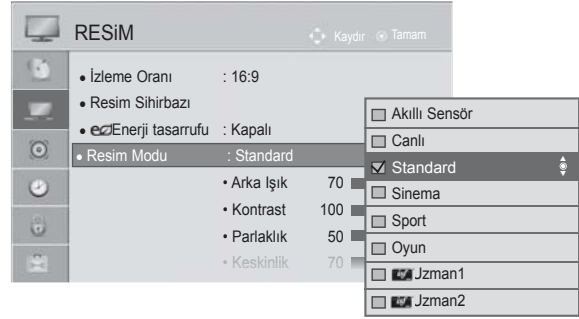 RESiM
Kaydır Tamam
• İzleme Oranı : 16:9
• Resim Sihirbazı
• eco Enerji tasarrufu : Kapalı
• Resim Modu : Standard
• Arka Işık 70
• Kontrast 100
• Parlaklık 50
• Keskinlik 70
Akıllı Sensör
Canlı
Standard
Sinema
Sport
Oyun
Jzman1
Jzman2